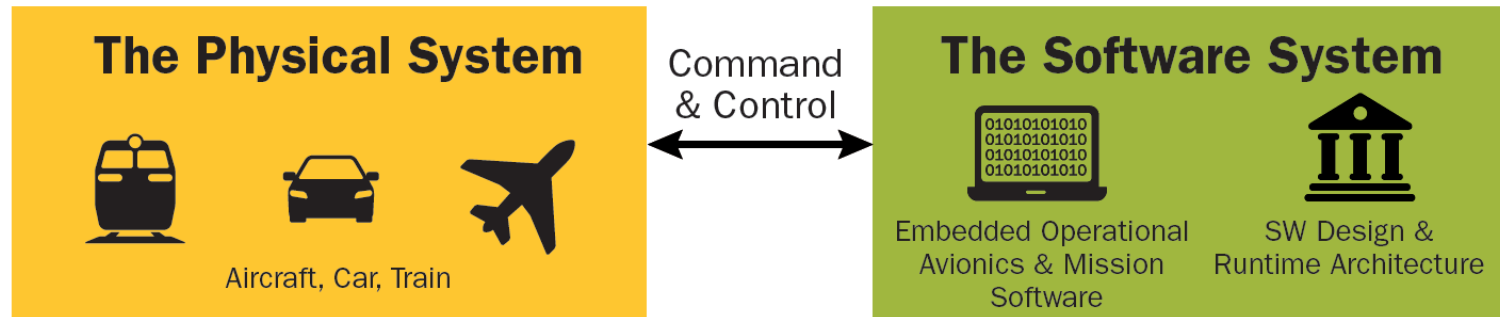 The Physical System
Aircraft, Car, Train
Command
& Control
The Software System
01010101010
01010101010
01010101010
01010101010
Embedded Operational
Avionics & Mission
Software
SW Design &
Runtime Architecture